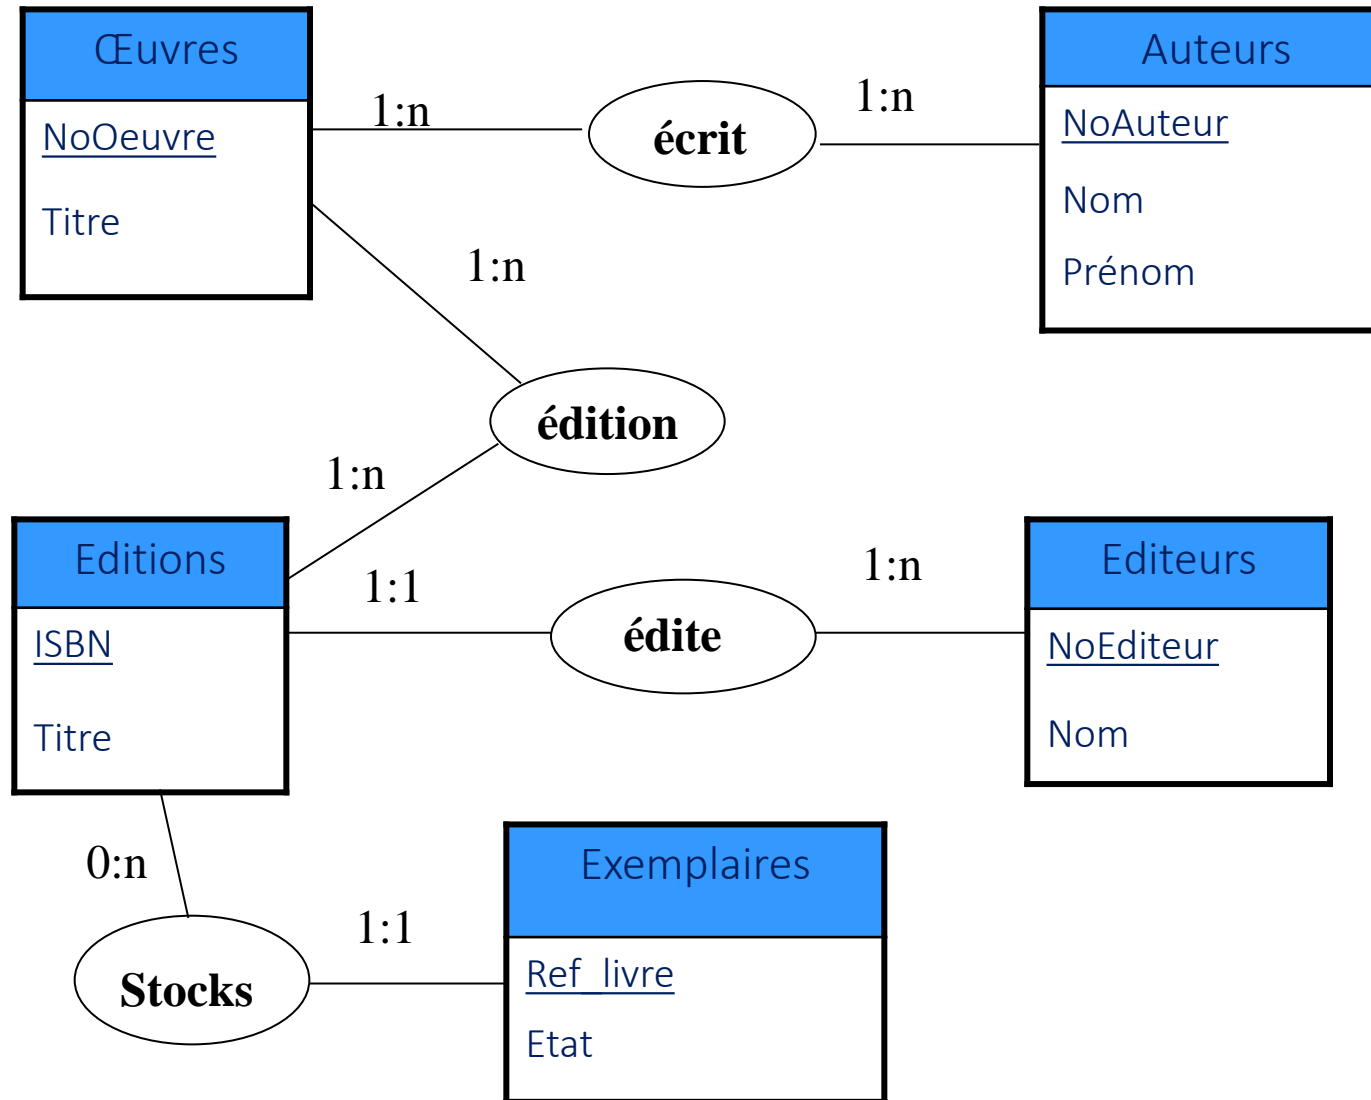 Œuvres
NoOeuvre
Titre
1:n
écrit
1:n
Auteurs
NoAuteur
Nom
Prénom
1:n
édition
1:n
Editions
ISBN
Titre
1:1
édite
1:n
Editeurs
NoEditeur
Nom
0:n
Stocks
1:1
Exemplaires
Ref_livre
Etat